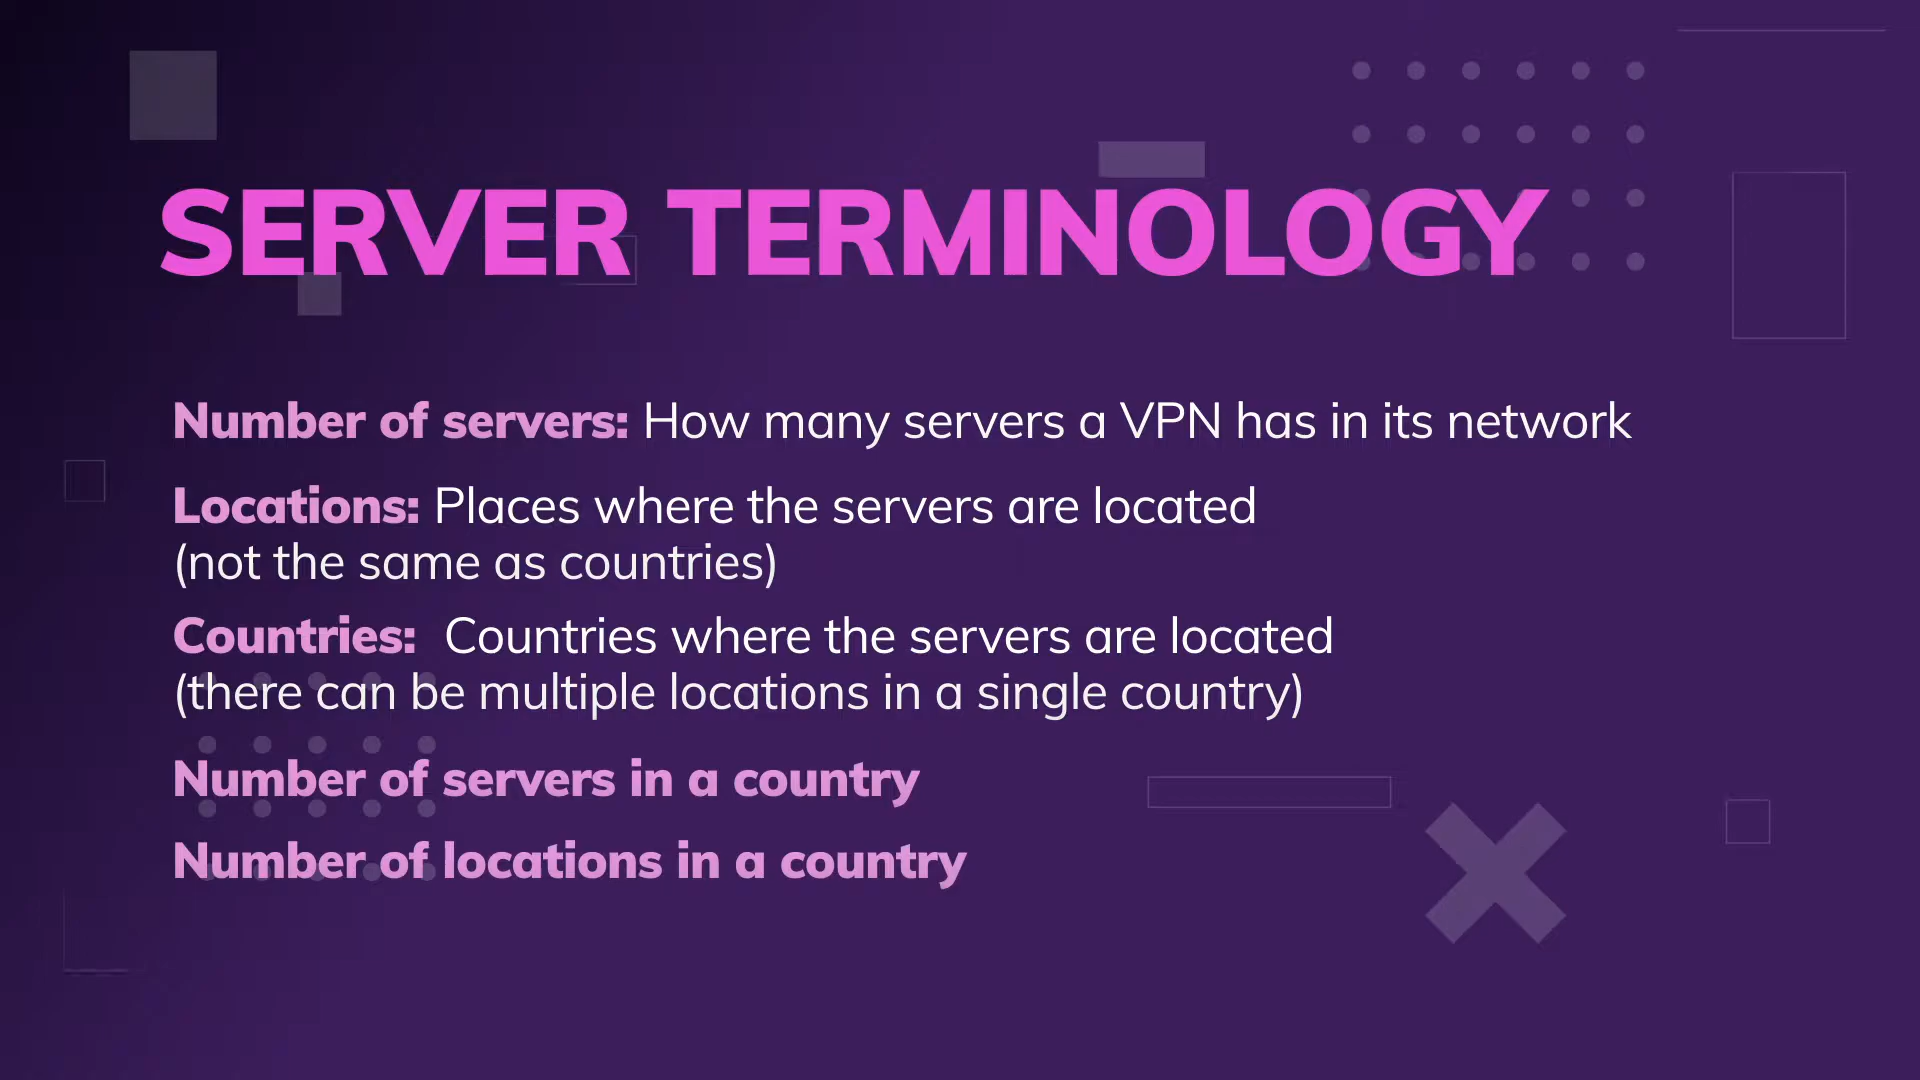 SERVER TERMINOLOGY
Number of servers: How many servers a VPN has in its network
Locations: Places where the servers are located
(not the same as countries)
Countries: Countries where the servers are located
(there can be multiple locations in a single country)
Number of servers in a country
Number of locations in a country